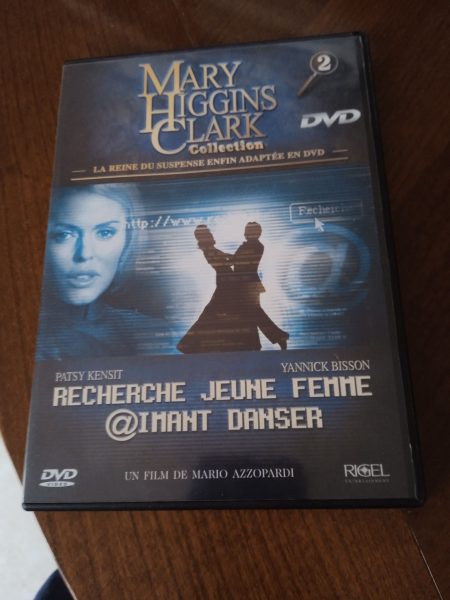 MARY
HIGGINS
CLARK
Collection
2
DVD
LA REINE DU SUSPENSE ENFIN ADAPTÉE EN DVD
http://www.
Recherche
@
PATSY KENSIT
YANNICK BISSON
RECHERCHE JEUNE FEMME
@IMANT DANSER
DVD
VIDEO
UN FILM DE MARIO AZZOPARDI
RIGEL
ENTERTAINMENT